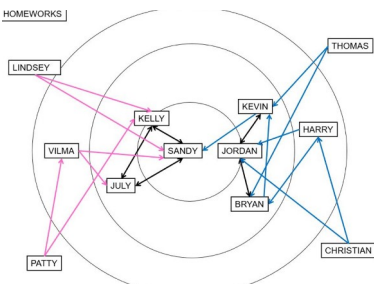 HOMEWORKS
THOMAS
LINDSEY
KEVIN
KELLY
HARRY
VILMA
SANDY
JORDAN
JULY
BRYAN
CHRISTIAN
PATTY